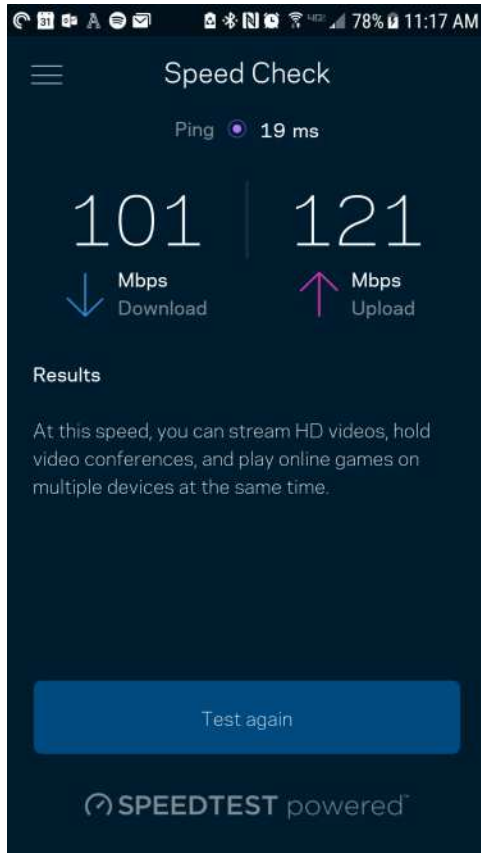 31 78% 11:17 AM
Speed Check
Ping 19 ms
101 121
Mbps Mbps
Download Upload
Results
At this speed, you can stream HD videos, hold
video conferences, and play online games on
multiple devices at the same time.
Test again
SPEEDTEST powered™